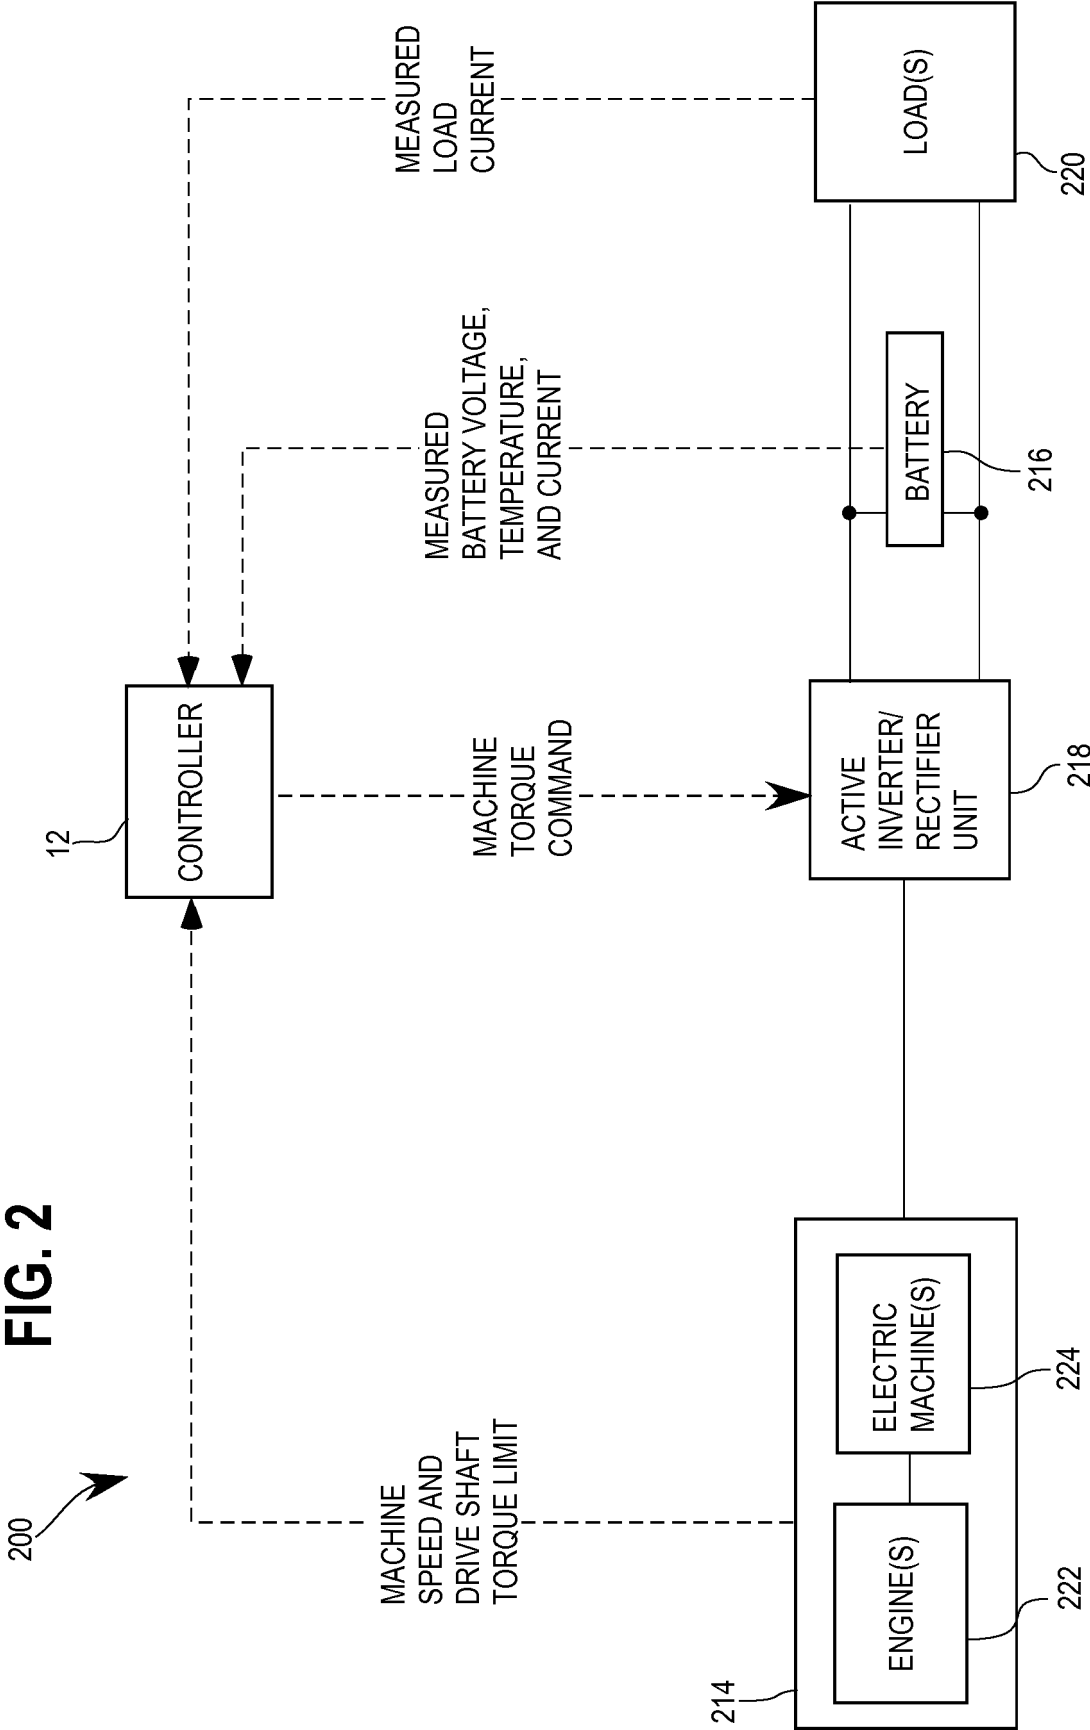 FIG. 2
200
12
CONTROLLER
MACHINE
SPEED AND
DRIVE SHAFT
TORQUE LIMIT
MACHINE
TORQUE
COMMAND
MEASURED
BATTERY VOLTAGE,
TEMPERATURE,
AND CURRENT
MEASURED
LOAD
CURRENT
214
ENGINE(S)
222
ELECTRIC
MACHINE(S)
224
ACTIVE
INVERTER/
RECTIFIER
UNIT
218
BATTERY
216
LOAD(S)
220